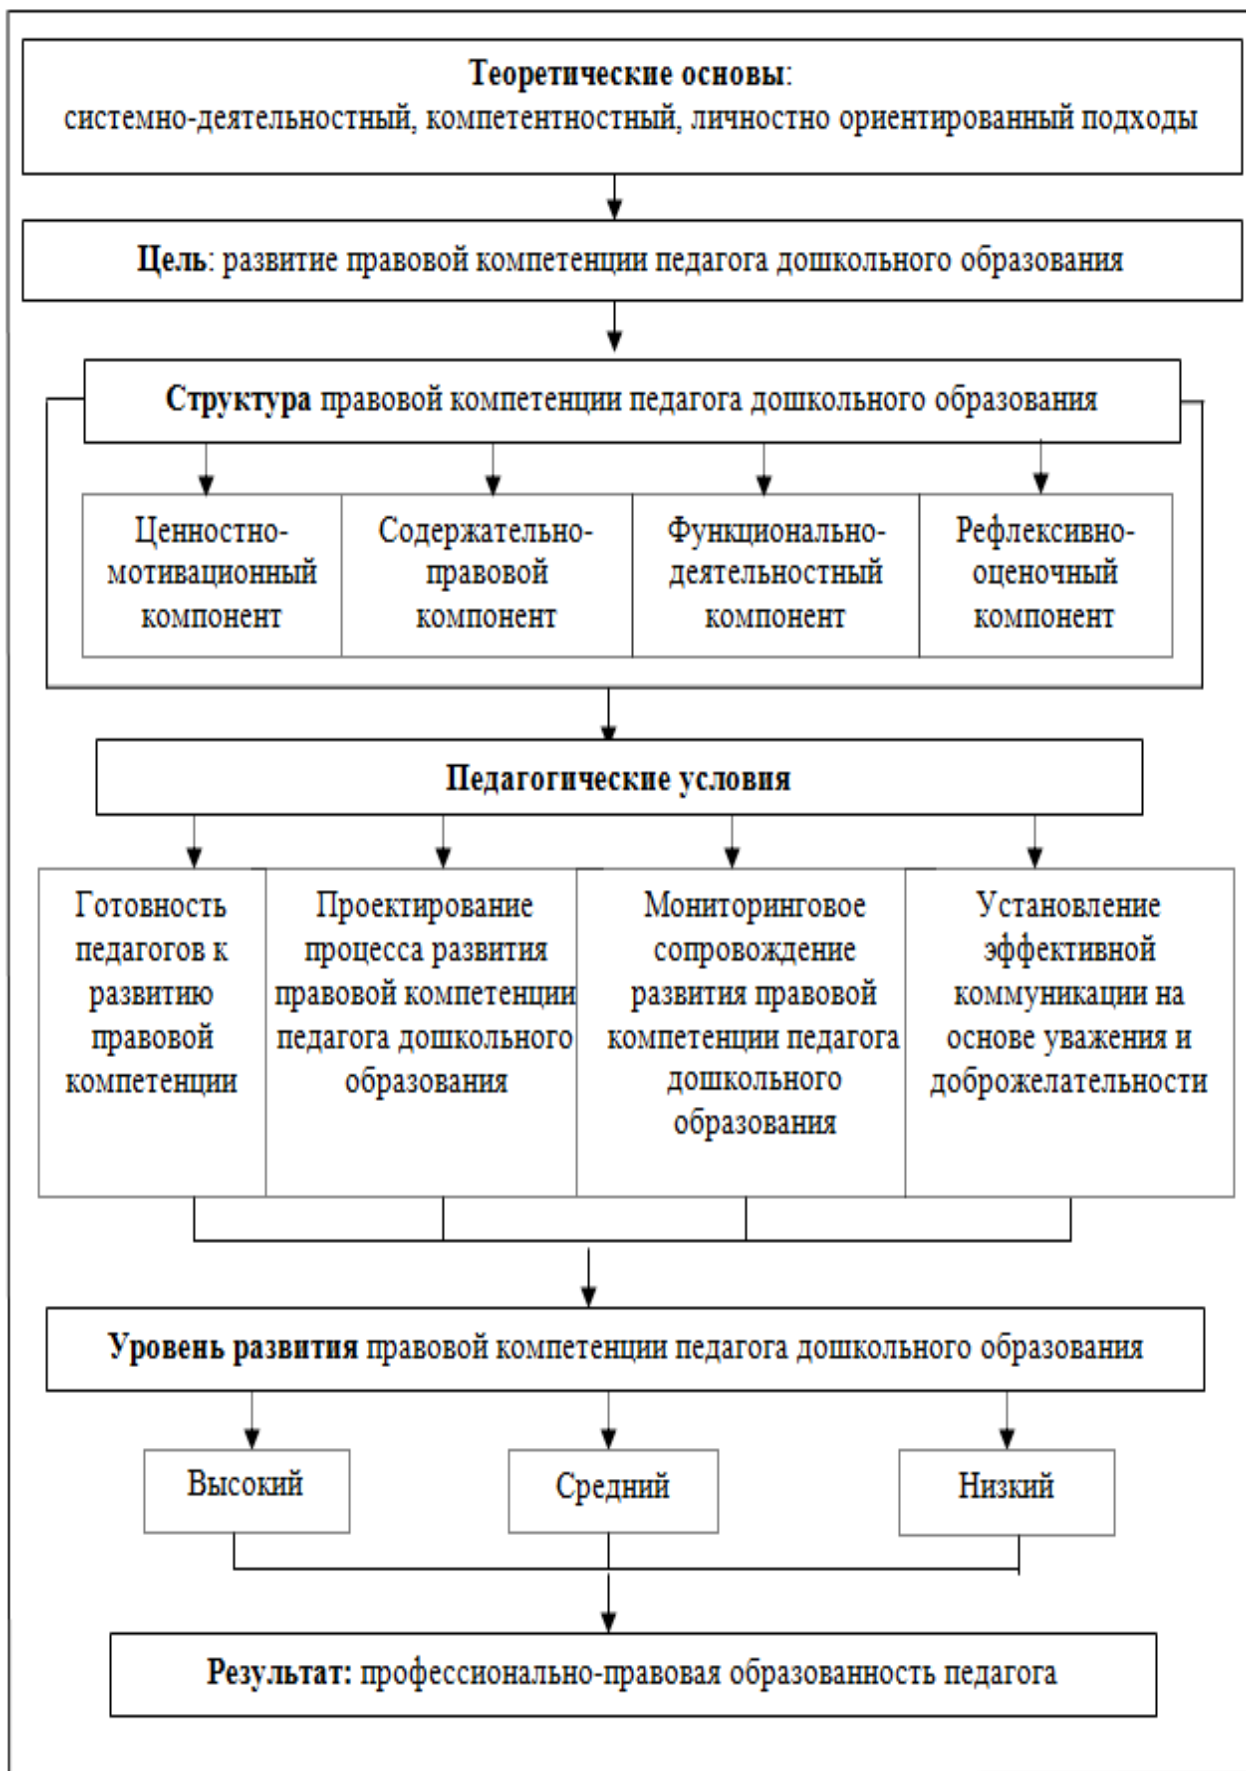 Теоретические основы:
системно-деятельностный, компетентностный, личностно ориентированный подходы
Цель: развитие правовой компетенции педагога дошкольного образования
Структура правовой компетенции педагога дошкольного образования
Ценностно-
мотивационный
компонент
Содержательно-
правовой
компонент
Функционально-
деятельностный
компонент
Рефлексивно-
оценочный
компонент
Педагогические условия
Готовность
педагогов к
развитию
правовой
компетенции
Проектирование
процесса развития
правовой компетенции
педагога дошкольного
образования
Мониторинговое
сопровождение
развития правовой
компетенции педагога
дошкольного
образования
Установление
эффективной
коммуникации на
основе уважения и
доброжелательности
Уровень развития правовой компетенции педагога дошкольного образования
Высокий
Средний
Низкий
Результат: профессионально-правовая образованность педагога